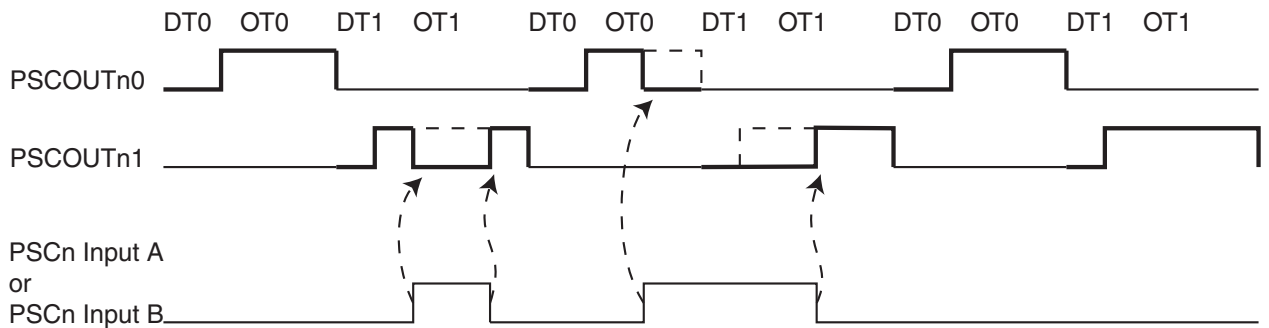 DT0 OT0 DT1 OT1 DT0 OT0 DT1 OT1 DT0 OT0 DT1 OT1
PSCOUTn0
PSCOUTn1
PSCn Input A
or
PSCn Input B